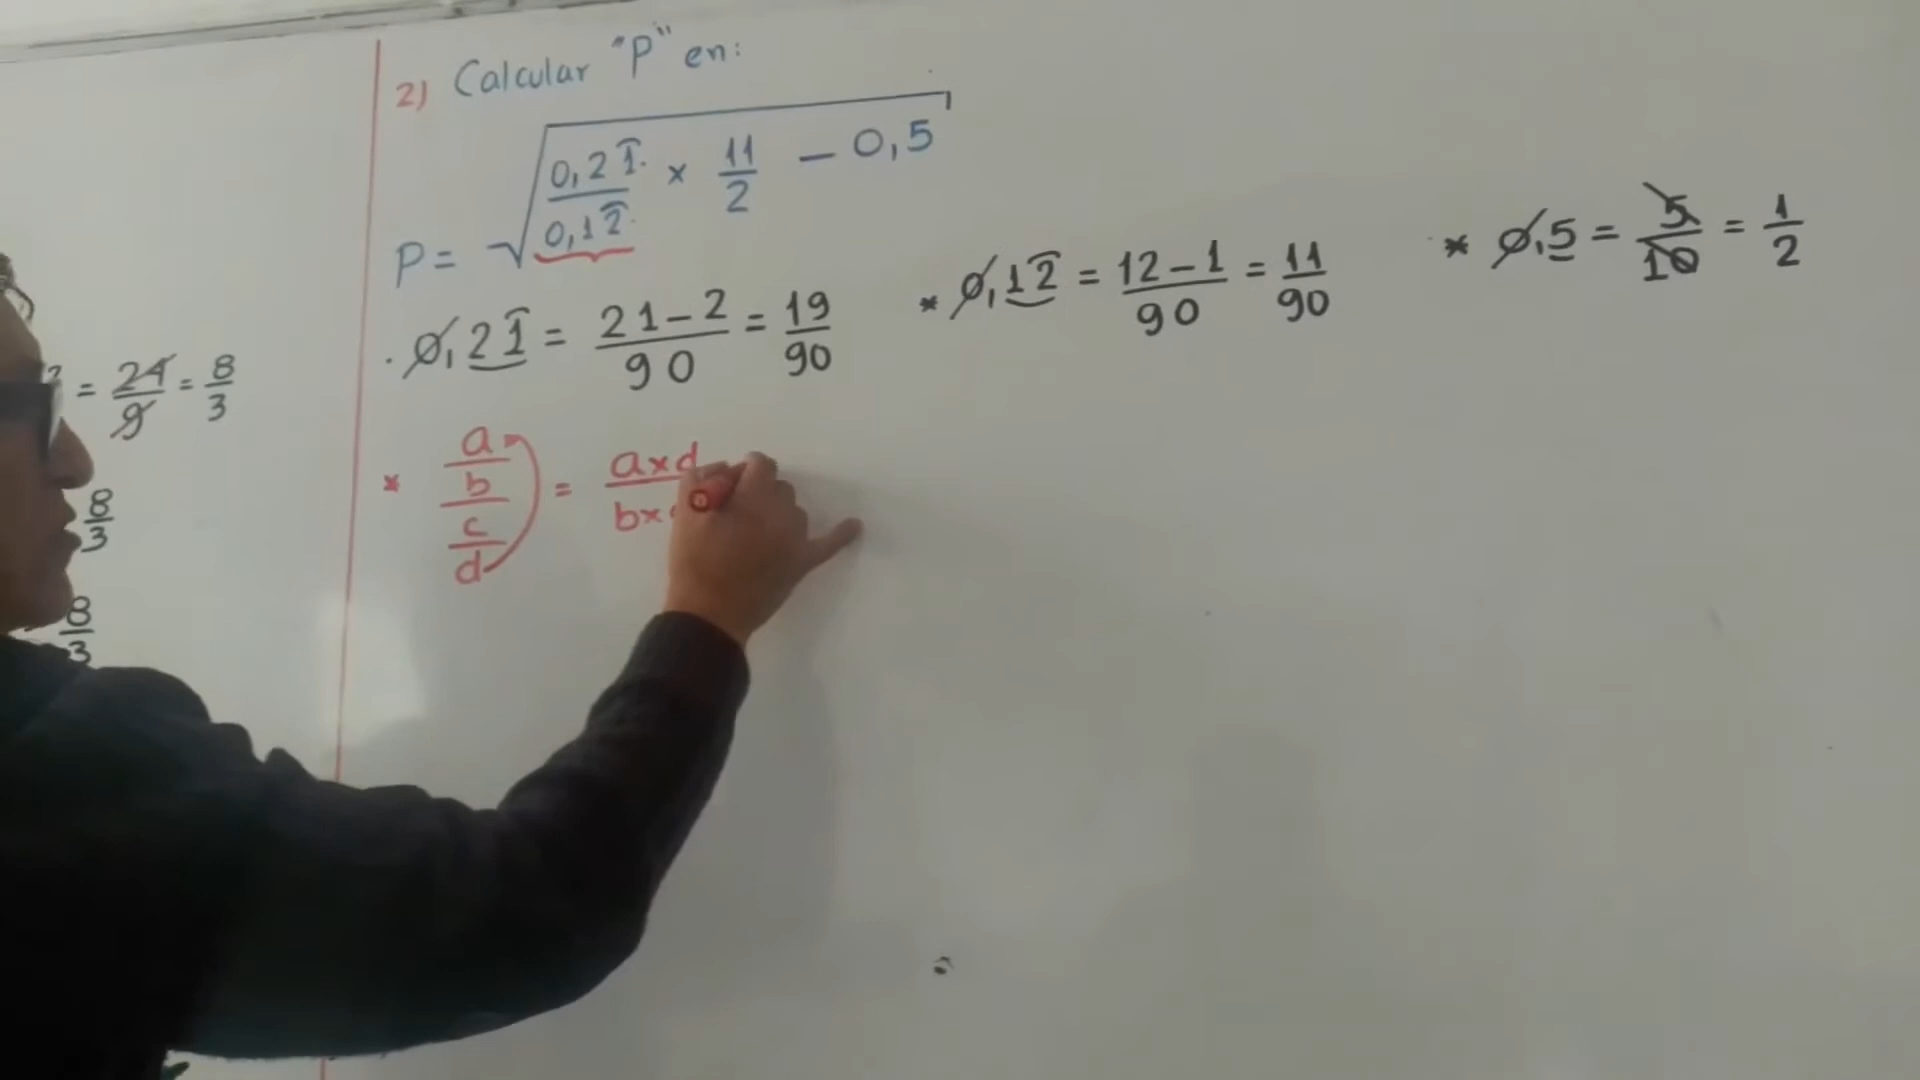 2) Calcular "P" en:
P = √(0,21̂/0,12̂ × 11/2 − 0,5)
· 0,21̂ = 21−2/90 = 19/90
* 0,12̂ = 12−1/90 = 11/90
* 0,5 = 5/10 = 1/2
* a/b / c/d = axd/bx
= 24/9 = 8/3
8/3
8/3